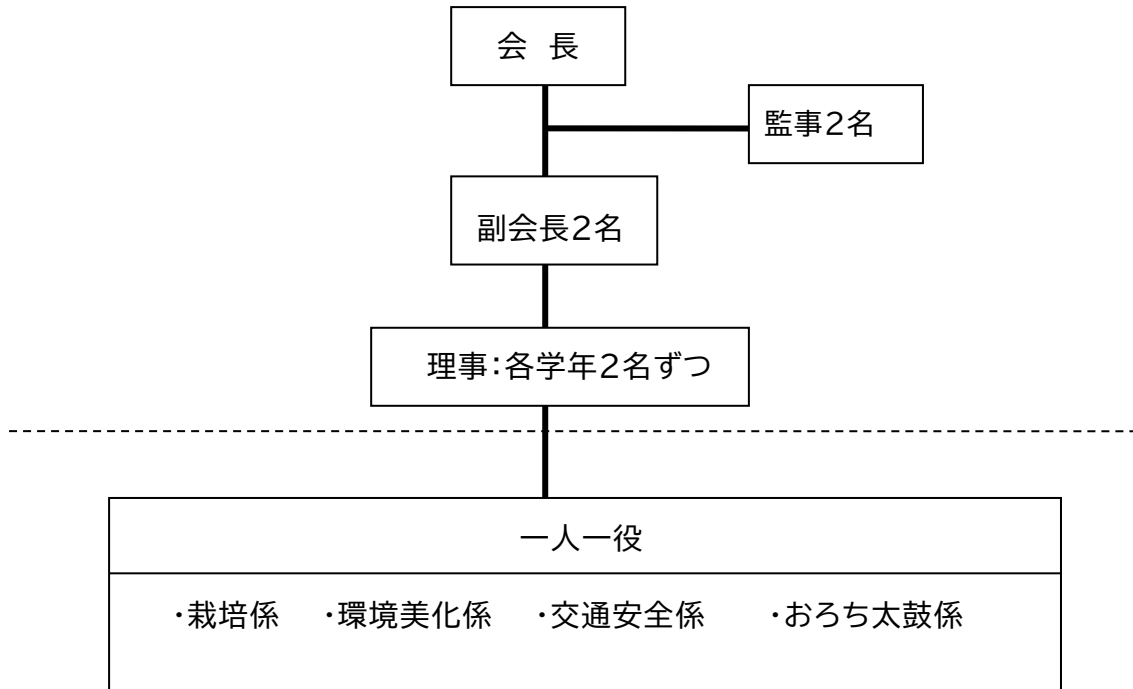 会 長
監事2名
副会長2名
理事：各学年2名ずつ
一人一役
・栽培係 ・環境美化係 ・交通安全係 ・おろち太鼓係